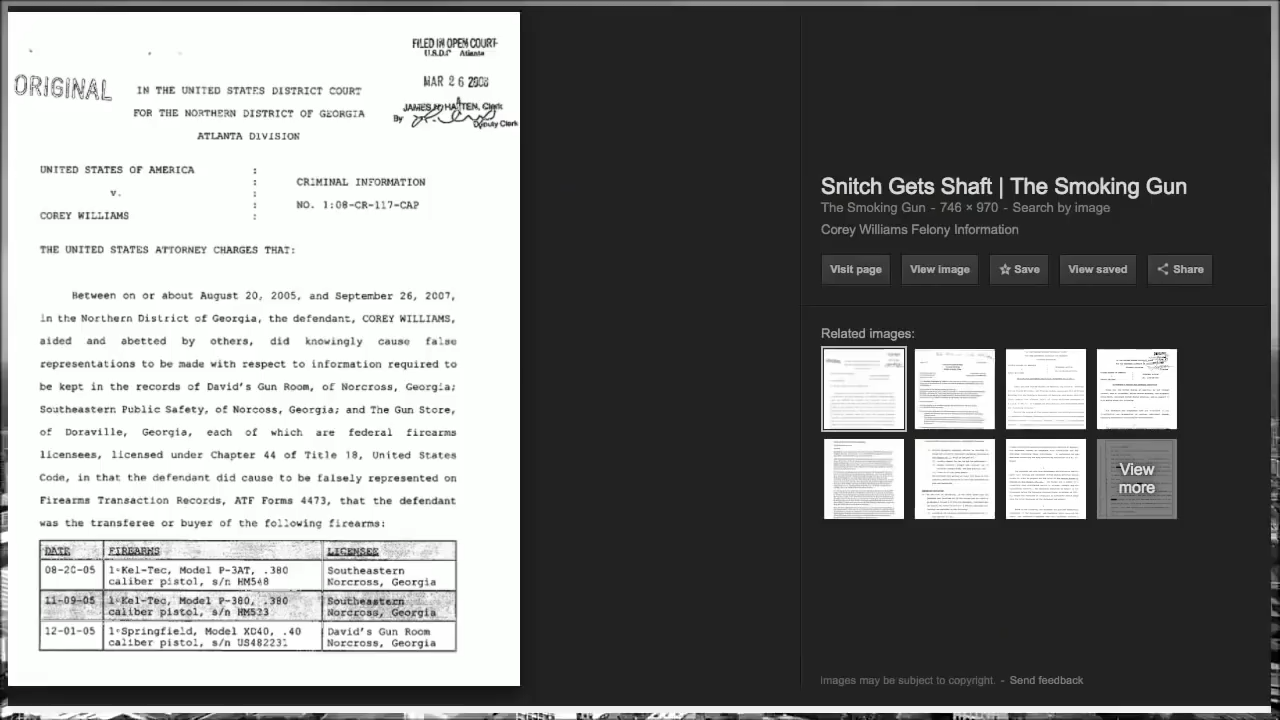 FILED IN OPEN COURT
U.S.D.C Atlanta
MAR 26 2008
JAMES N. HATTEN, Clerk
By
Deputy Clerk
ORIGINAL
IN THE UNITED STATES DISTRICT COURT
FOR THE NORTHERN DISTRICT OF GEORGIA
ATLANTA DIVISION
UNITED STATES OF AMERICA :
: CRIMINAL INFORMATION
v. :
: NO. 1:08-CR-117-CAP
COREY WILLIAMS :
THE UNITED STATES ATTORNEY CHARGES THAT:
Between on or about August 20, 2005, and September 26, 2007,
in the Northern District of Georgia, the defendant, COREY WILLIAMS,
aided and abetted by others, did knowingly cause false
representations to be made with respect to information required to
be kept in the records of David's Gun Room, of Norcross, Georgia;
Southeastern Public Safety, of Norcoss, Georgia; and The Gun Store,
of Doraville, Georgia, each of which are federal firearms
licensees, licensed under Chapter 44 of Title 18, United States
Code, in that the defendant did cause to be falsely represented on
Firearms Transaction Records, ATF Forms 4473, the defendant
was the transferee or buyer of the following firearms:
DATE FIREARMS LICENSEE
08-20-05 1-Kel-Tec, Model P-3AT, .380 Southeastern
caliber pistol, s/n HM548 Norcross, Georgia
11-09-05 1-Kel-Tec, Model P-380, .380 Southeastern
caliber pistol, s/n HM523 Norcross, Georgia
12-01-05 1-Springfield, Model XD40, .40 David's Gun Room
caliber pistol, s/n US482231 Norcross, Georgia
Snitch Gets Shaft | The Smoking Gun
The Smoking Gun - 746 × 970 - Search by image
Corey Williams Felony Information
Visit page View image Save View saved Share
Related images:
View
more
Images may be subject to copyright. - Send feedback